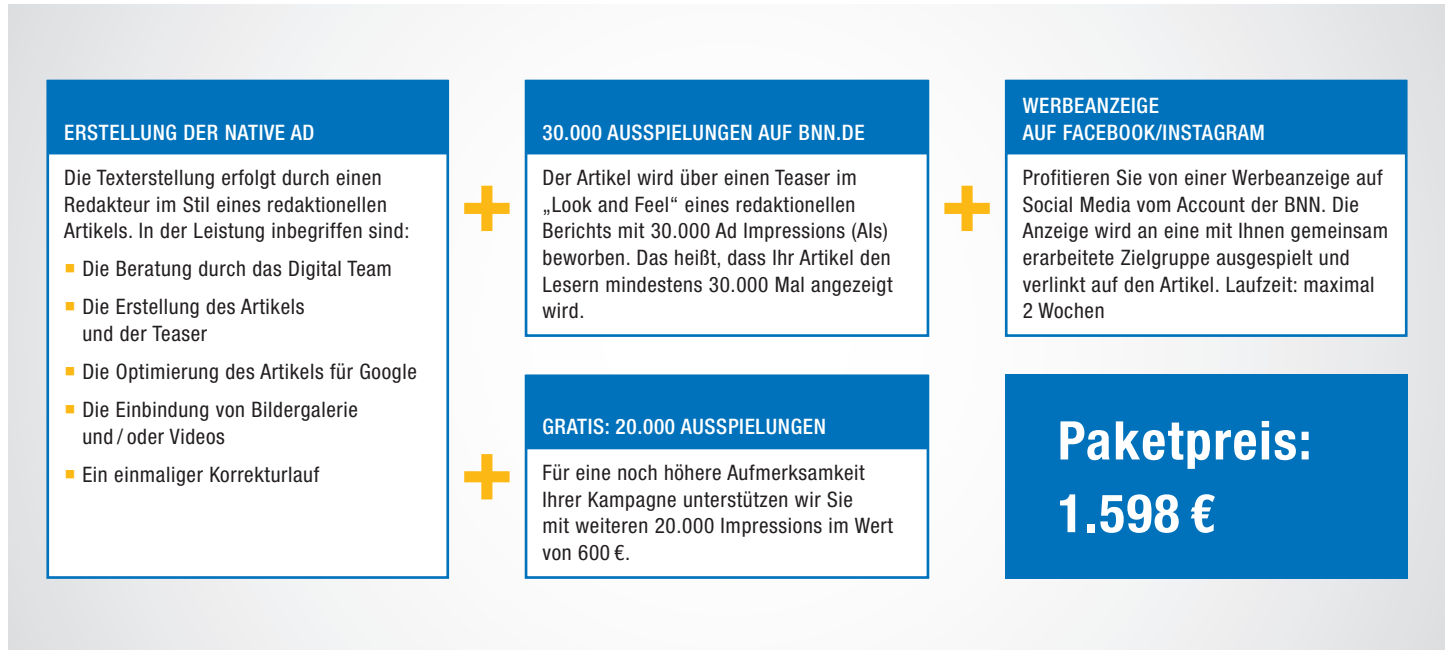 ERSTELLUNG DER NATIVE AD
Die Texterstellung erfolgt durch einen
Redakteur im Stil eines redaktionellen
Artikels. In der Leistung inbegriffen sind:
Die Beratung durch das Digital Team
Die Erstellung des Artikels
und der Teaser
Die Optimierung des Artikels für Google
Die Einbindung von Bildergalerie
und / oder Videos
Ein einmaliger Korrekturlauf
+
30.000 AUSSPIELUNGEN AUF BNN.DE
Der Artikel wird über einen Teaser im
„Look and Feel“ eines redaktionellen
Berichts mit 30.000 Ad Impressions (AIs)
beworben. Das heißt, dass Ihr Artikel den
Lesern mindestens 30.000 Mal angezeigt
wird.
+
WERBEANZEIGE
AUF FACEBOOK/INSTAGRAM
Profitieren Sie von einer Werbeanzeige auf
Social Media vom Account der BNN. Die
Anzeige wird an eine mit Ihnen gemeinsam
erarbeitete Zielgruppe ausgespielt und
verlinkt auf den Artikel. Laufzeit: maximal
2 Wochen
+
GRATIS: 20.000 AUSSPIELUNGEN
Für eine noch höhere Aufmerksamkeit
Ihrer Kampagne unterstützen wir Sie
mit weiteren 20.000 Impressions im Wert
von 600 €.
Paketpreis:
1.598 €